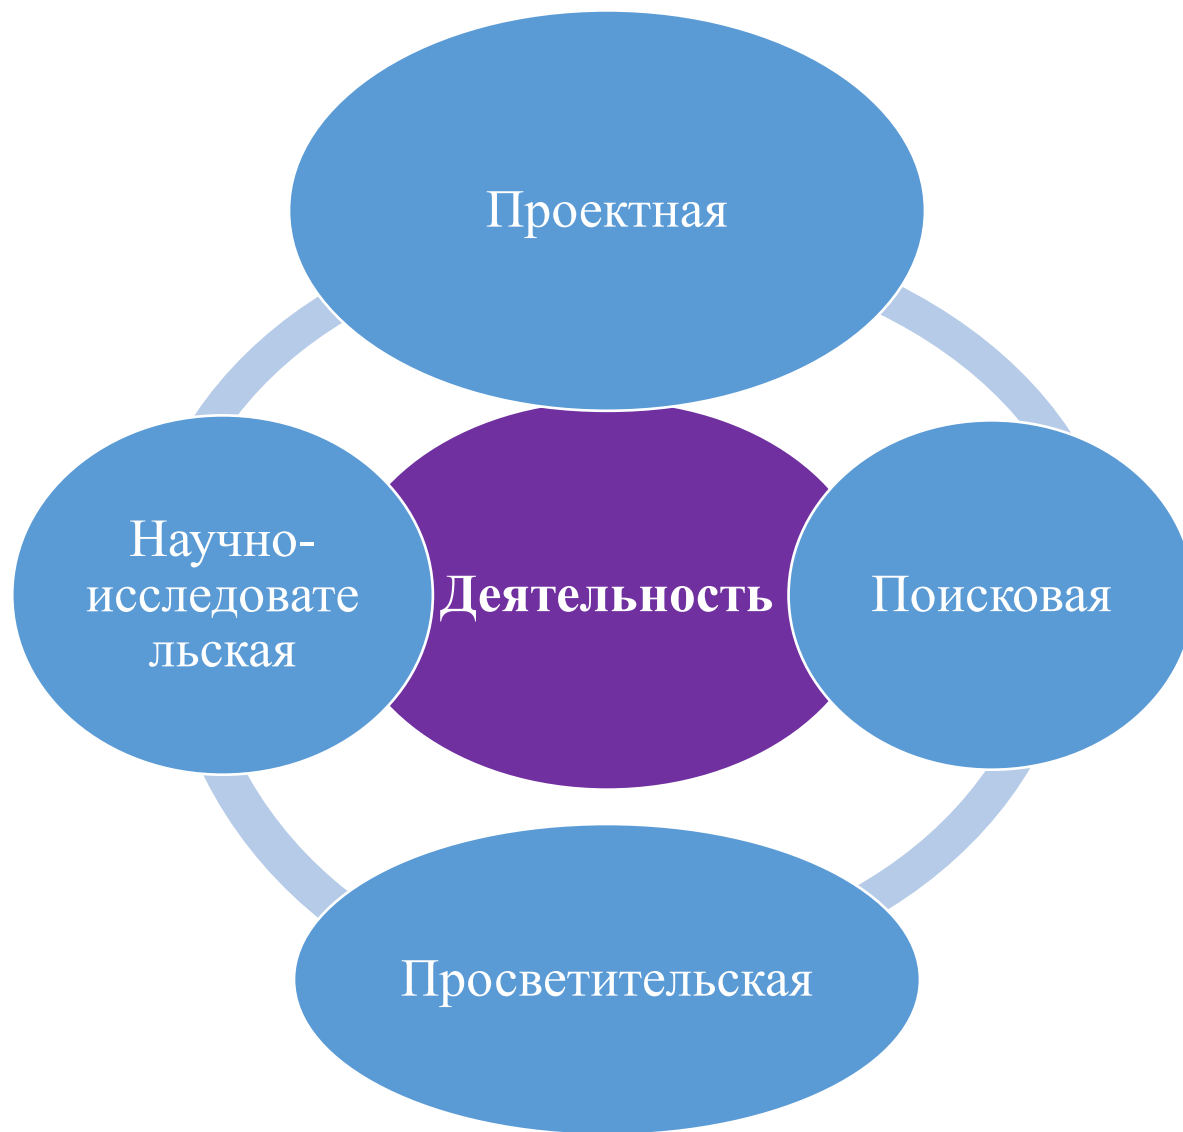 Проектная
Научно-
исследовате
льская
Деятельность
Поисковая
Просветительская